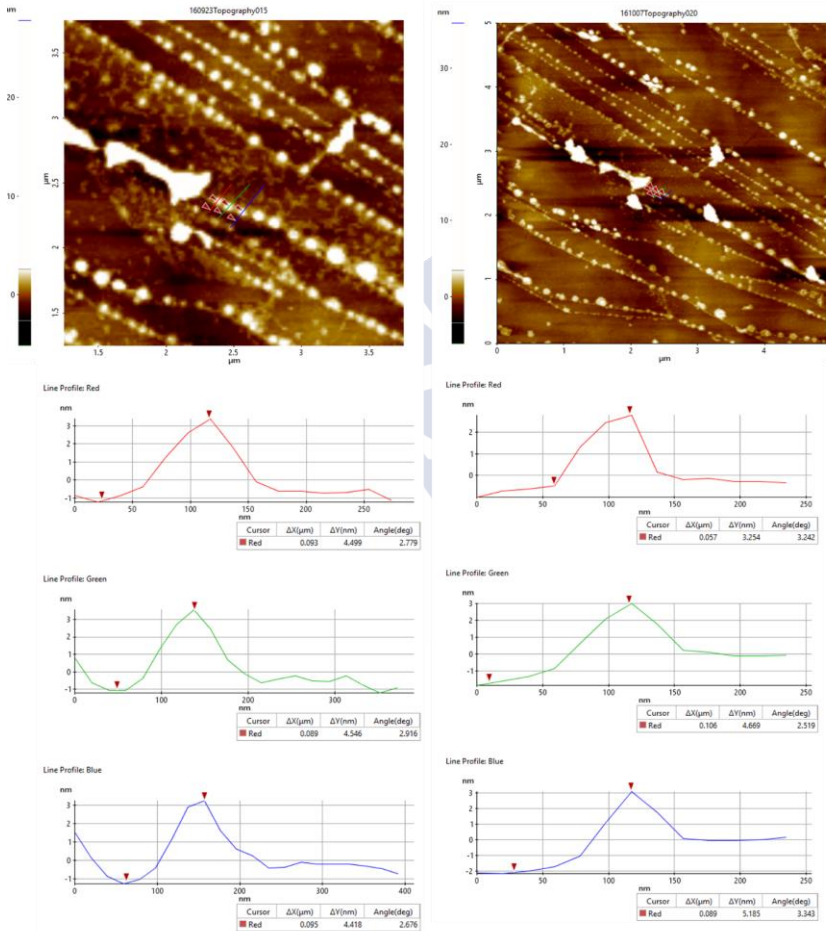 160923Topography015
µm
20
10
0
3.5
3
2.5
2
1.5
µm
1.5
2
2.5
3
3.5
µm
161007Topography020
µm
30
20
10
0
5
4
3
2
1
0
µm
0
1
2
3
4
µm
Line Profile: Red
nm
3
2
1
0
-1
0
50
100
150
200
250
nm
Cursor ΔX(µm) ΔY(nm) Angle(deg)
Red 0.093 4.499 2.779
Line Profile: Red
nm
2
0
0
50
100
150
200
250
nm
Cursor ΔX(µm) ΔY(nm) Angle(deg)
Red 0.057 3.254 3.242
Line Profile: Green
nm
3
2
1
0
-1
0
100
200
300
nm
Cursor ΔX(µm) ΔY(nm) Angle(deg)
Red 0.089 4.546 2.916
Line Profile: Green
nm
3
2
1
0
-1
0
50
100
150
200
250
nm
Cursor ΔX(µm) ΔY(nm) Angle(deg)
Red 0.106 4.669 2.519
Line Profile: Blue
nm
3
2
1
0
-1
0
100
200
300
400
nm
Cursor ΔX(µm) ΔY(nm) Angle(deg)
Red 0.095 4.418 2.676
Line Profile: Blue
nm
3
2
1
0
-1
-2
0
50
100
150
200
250
nm
Cursor ΔX(µm) ΔY(nm) Angle(deg)
Red 0.089 5.185 3.343